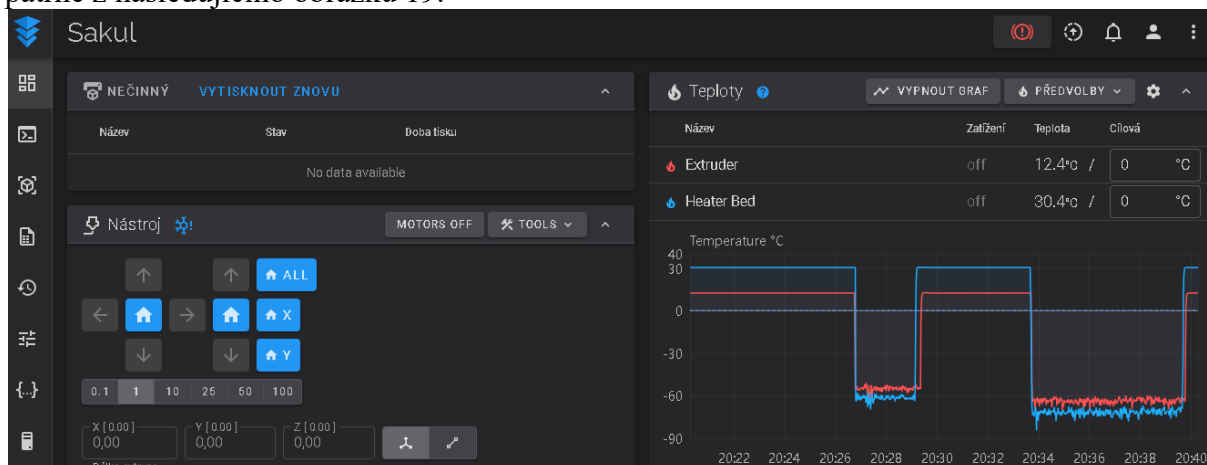 Sakul
NEČINNÝ VYTISKNOUT ZNOVU
Název Stav Doba tisku
No data available
Nástroj MOTORS OFF TOOLS
ALL
X
Y
0.1 1 10 25 50 100
X [0.00] Y [0.00] Z [0.00]
0,00 0,00 0,00
Teploty VYPNOUT GRAF PŘEDVOLBY
Název Zatížení Teplota Cílová
Extruder off 12.4°C / 0 °C
Heater Bed off 30.4°C / 0 °C
Temperature °C
40
30
0
-30
-60
-90
20:22 20:24 20:26 20:28 20:30 20:32 20:34 20:36 20:38 20:40